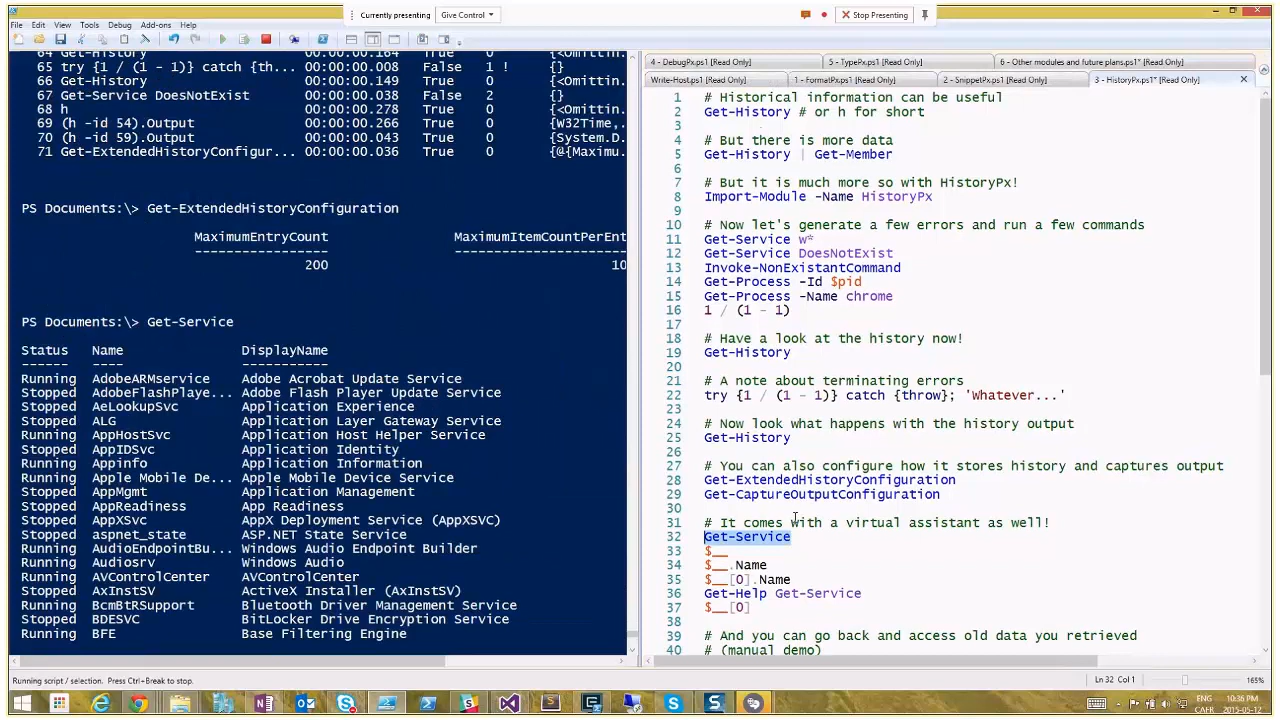 Currently presenting Give Control Stop Presenting
File Edit View Tools Debug Add-ons Help
64 Get-History 00:00:00.164 True 0 {<Omittin.
65 try {1 / (1 - 1)} catch {th... 00:00:00.008 False 1 ! {}
66 Get-History 00:00:00.149 True 0 {<Omittin.
67 Get-Service DoesNotExist 00:00:00.038 False 2 {}
68 h 00:00:00.278 True 0 {<Omittin.
69 (h -id 54).Output 00:00:00.266 True 0 {W32Time,.
70 (h -id 59).Output 00:00:00.043 True 0 {System.D.
71 Get-ExtendedHistoryConfigur... 00:00:00.036 True 0 {@{Maximu.
PS Documents:\> Get-ExtendedHistoryConfiguration
MaximumEntryCount MaximumItemCountPerEnt
----------------- ----------------------
200 10
PS Documents:\> Get-Service
Status Name DisplayName
------ ---- -----------
Running AdobeARMservice Adobe Acrobat Update Service
Stopped AdobeFlashPlaye... Adobe Flash Player Update Service
Stopped AeLookupSvc Application Experience
Stopped ALG Application Layer Gateway Service
Running AppHostSvc Application Host Helper Service
Stopped AppIDSvc Application Identity
Running Appinfo Application Information
Running Apple Mobile De... Apple Mobile Device Service
Stopped AppMgmt Application Management
Stopped AppReadiness App Readiness
Stopped AppXSvc AppX Deployment Service (AppXSVC)
Stopped aspnet_state ASP.NET State Service
Running AudioEndpointBu... Windows Audio Endpoint Builder
Running Audiosrv Windows Audio
Running AVControlCenter AVControlCenter
Stopped AxInstSV ActiveX Installer (AxInstSV)
Running BcmBtRSupport Bluetooth Driver Management Service
Stopped BDESVC BitLocker Drive Encryption Service
Running BFE Base Filtering Engine
4 - DebugPx.ps1 [Read Only] 5 - TypePx.ps1 [Read Only] 6 - Other modules and future plans.ps1* [Read Only]
Write-Host.ps1 [Read Only] 1 - FormatPx.ps1 [Read Only] 2 - SnippetPx.ps1 [Read Only] 3 - HistoryPx.ps1* [Read Only]
1 # Historical information can be useful
2 Get-History # or h for short
3
4 # But there is more data
5 Get-History | Get-Member
6
7 # But it is much more so with HistoryPx!
8 Import-Module -Name HistoryPx
9
10 # Now let's generate a few errors and run a few commands
11 Get-Service w*
12 Get-Service DoesNotExist
13 Invoke-NonExistantCommand
14 Get-Process -Id $pid
15 Get-Process -Name chrome
16 1 / (1 - 1)
17
18 # Have a look at the history now!
19 Get-History
20
21 # A note about terminating errors
22 try {1 / (1 - 1)} catch {throw}; 'Whatever...'
23
24 # Now look what happens with the history output
25 Get-History
26
27 # You can also configure how it stores history and captures output
28 Get-ExtendedHistoryConfiguration
29 Get-CaptureOutputConfiguration
30
31 # It comes with a virtual assistant as well!
32 Get-Service
33 $__
34 $__.Name
35 $__[0].Name
36 Get-Help Get-Service
37 $__[0]
38
39 # And you can go back and access old data you retrieved
40 # (manual demo)
Running script / selection. Press Ctrl+Break to stop. Ln 32 Col 1 165%
ENG 10:36 PM
CAFR 2015-05-12